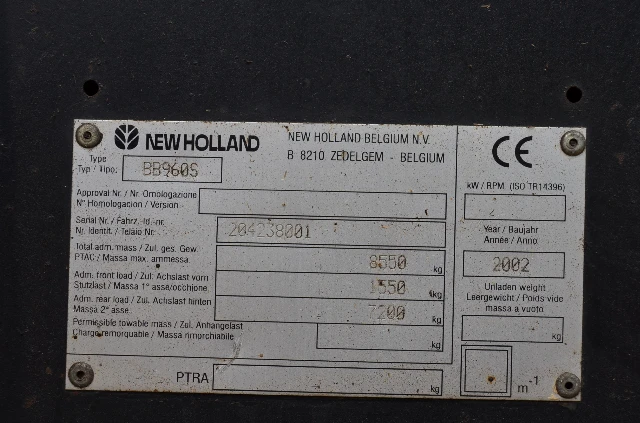 NEW HOLLAND
NEW HOLLAND BELGIUM N.V.
B 8210 ZEDELGEM - BELGIUM
CE
Type
Typ / Tipo:
BB960S
kW / RPM (ISO TR14396)
Approval Nr. / Nr. Omologazione
N° Homologacion / Version
Serial Nr. / Fahrz. Id.-nr.
Nr. Identit. / Telaio Nr.
204238001
Year / Baujahr
Année / Anno
2002
Total adm.mass / Zul. ges. Gew.
PTAC / Massa max. ammessa.
8550 kg
Adm. front load / Zul. Achslast vorn
Stutzlast / Massa 1° asse/occhione.
1550 kg
Adm. rear load / Zul. Achslast hinten
Massa 2° asse.
7200 kg
Unladen weight
Leergewicht / Poids vide
massa a vuoto
kg
Permissible towable mass / Zul. Anhangelast
Charge remorquable / Massa rimorchiabile
kg
PTRA kg
m-1